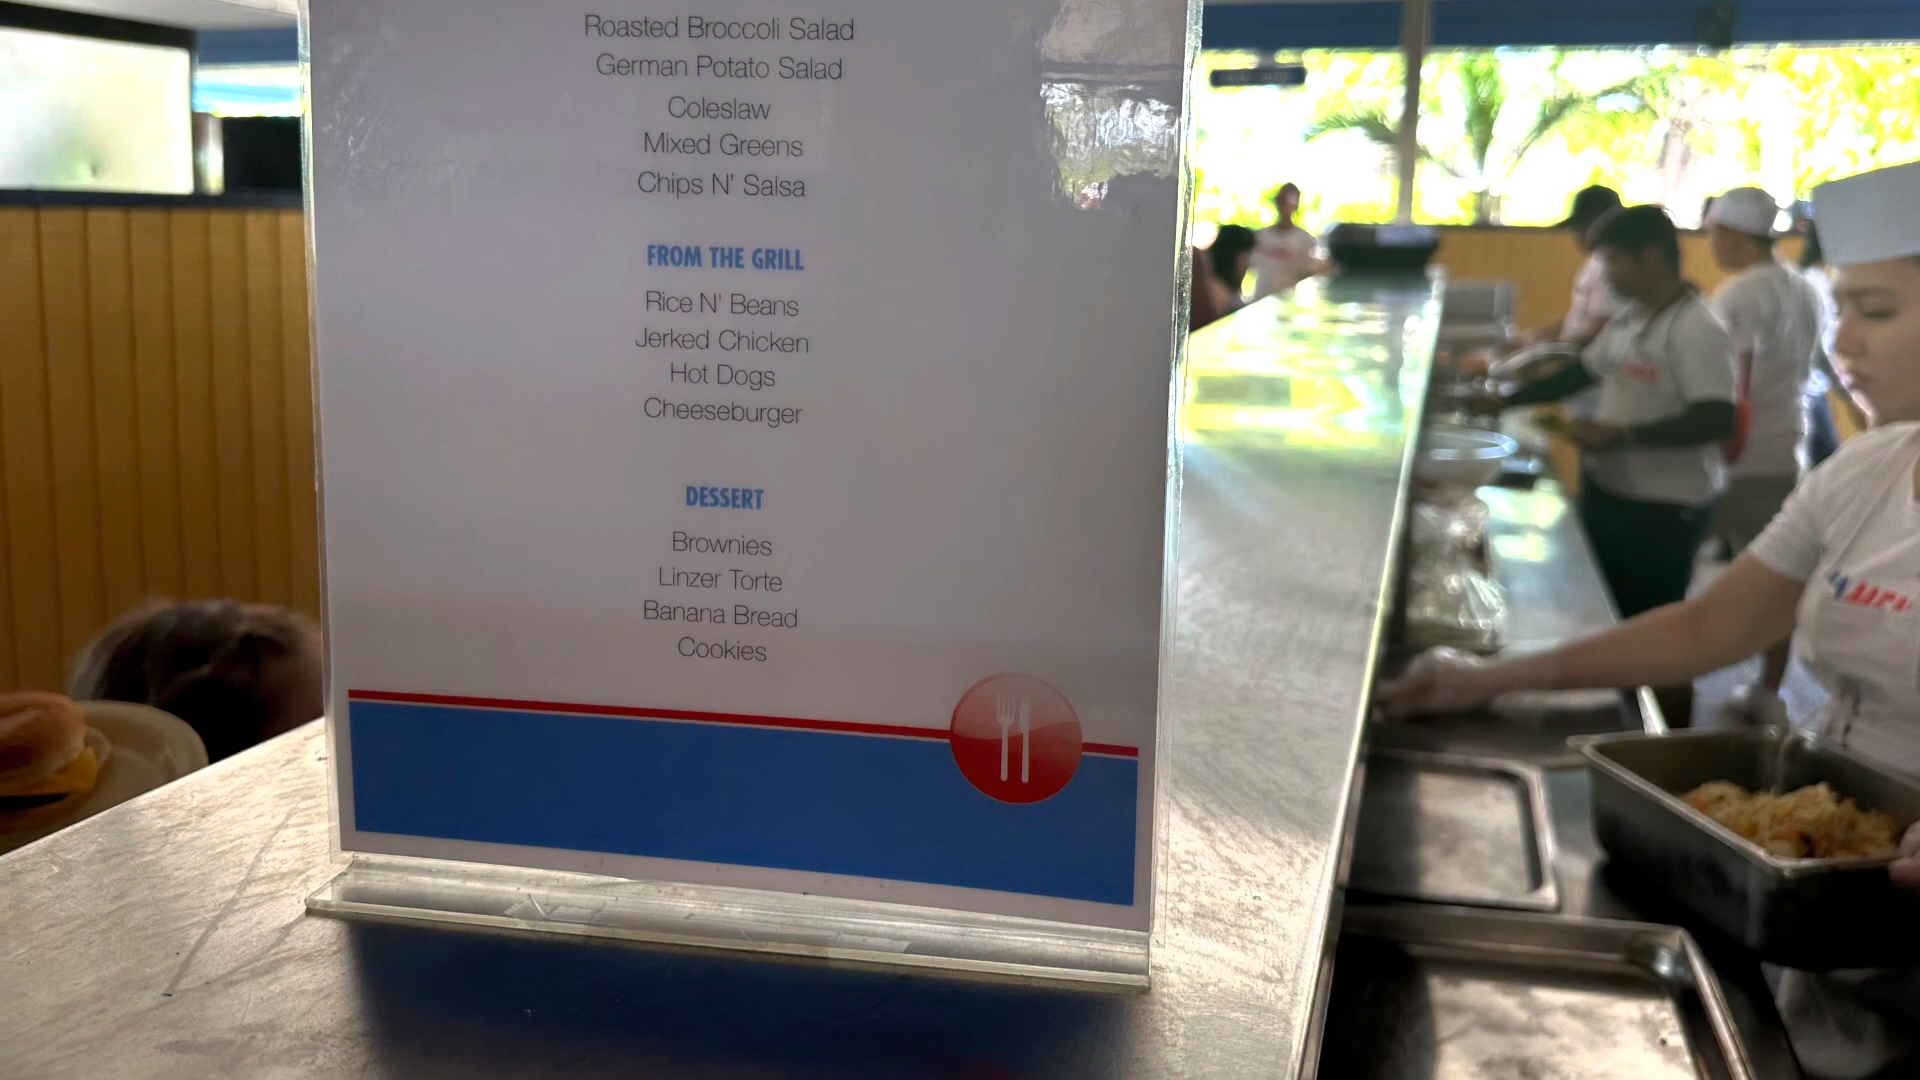 Roasted Broccoli Salad
German Potato Salad
Coleslaw
Mixed Greens
Chips N' Salsa
FROM THE GRILL
Rice N' Beans
Jerked Chicken
Hot Dogs
Cheeseburger
DESSERT
Brownies
Linzer Torte
Banana Bread
Cookies